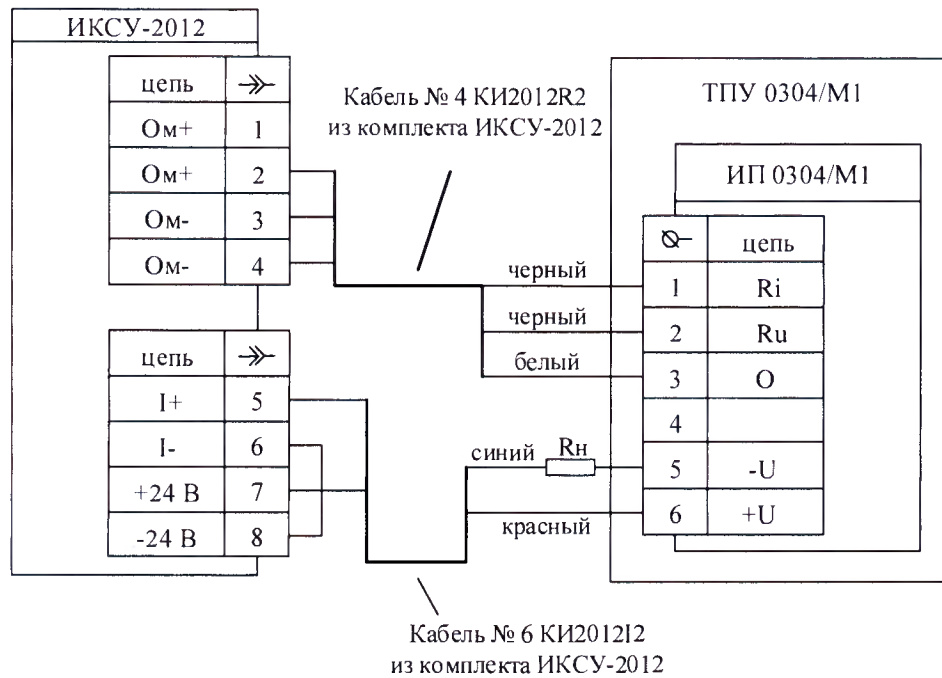 ИКСУ-2012
цепь
Ом+ 1
Ом+ 2
Ом- 3
Ом- 4
цепь
I+ 5
I- 6
+24 В 7
-24 В 8
Кабель № 4 КИ2012R2
из комплекта ИКСУ-2012
ТПУ 0304/М1
ИП 0304/М1
цепь
черный 1 Ri
черный 2 Ru
белый 3 O
4
синий Rн 5 -U
красный 6 +U
Кабель № 6 КИ2012I2
из комплекта ИКСУ-2012